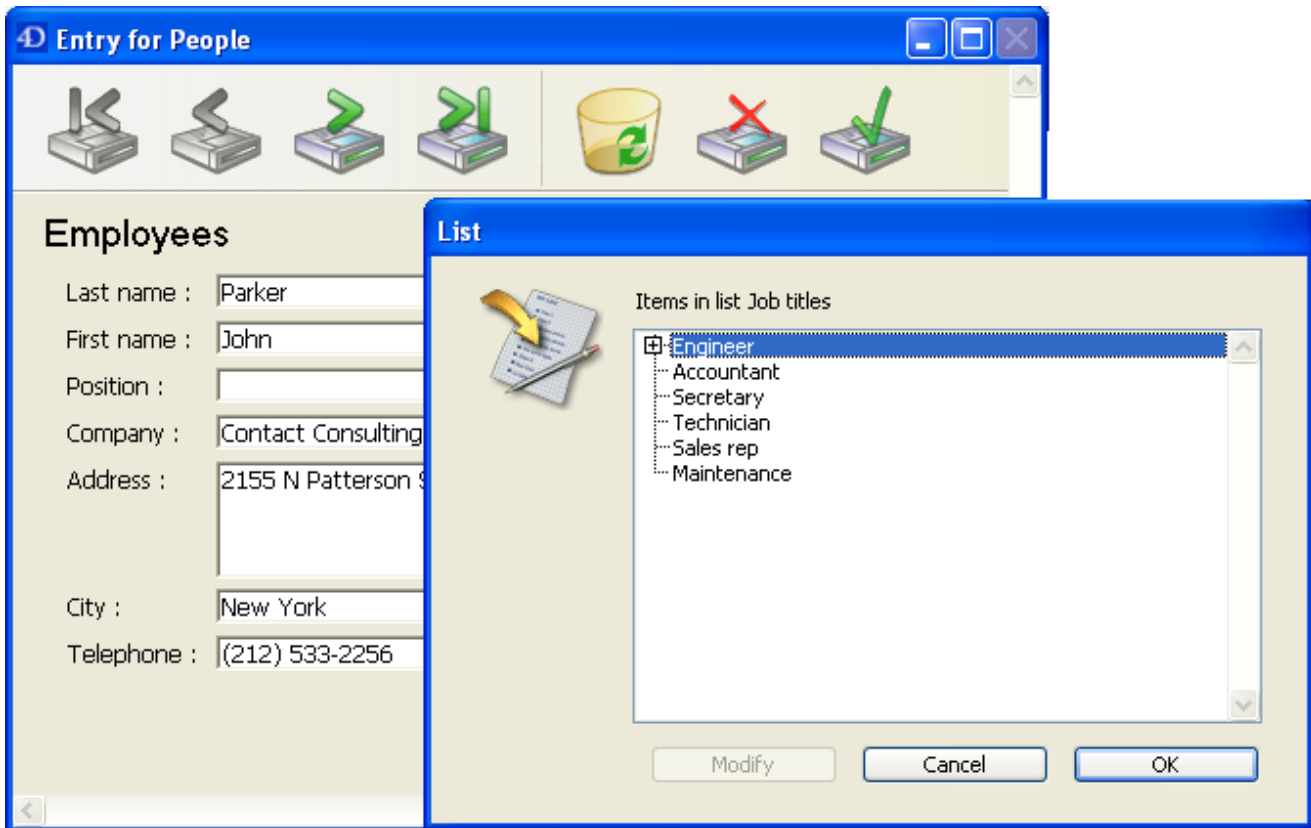 4D Entry for People
Employees
Last name : Parker
First name : John
Position :
Company : Contact Consulting
Address : 2155 N Patterson
City : New York
Telephone : (212) 533-2256
List
Items in list Job titles
Engineer
Accountant
Secretary
Technician
Sales rep
Maintenance
Modify Cancel OK